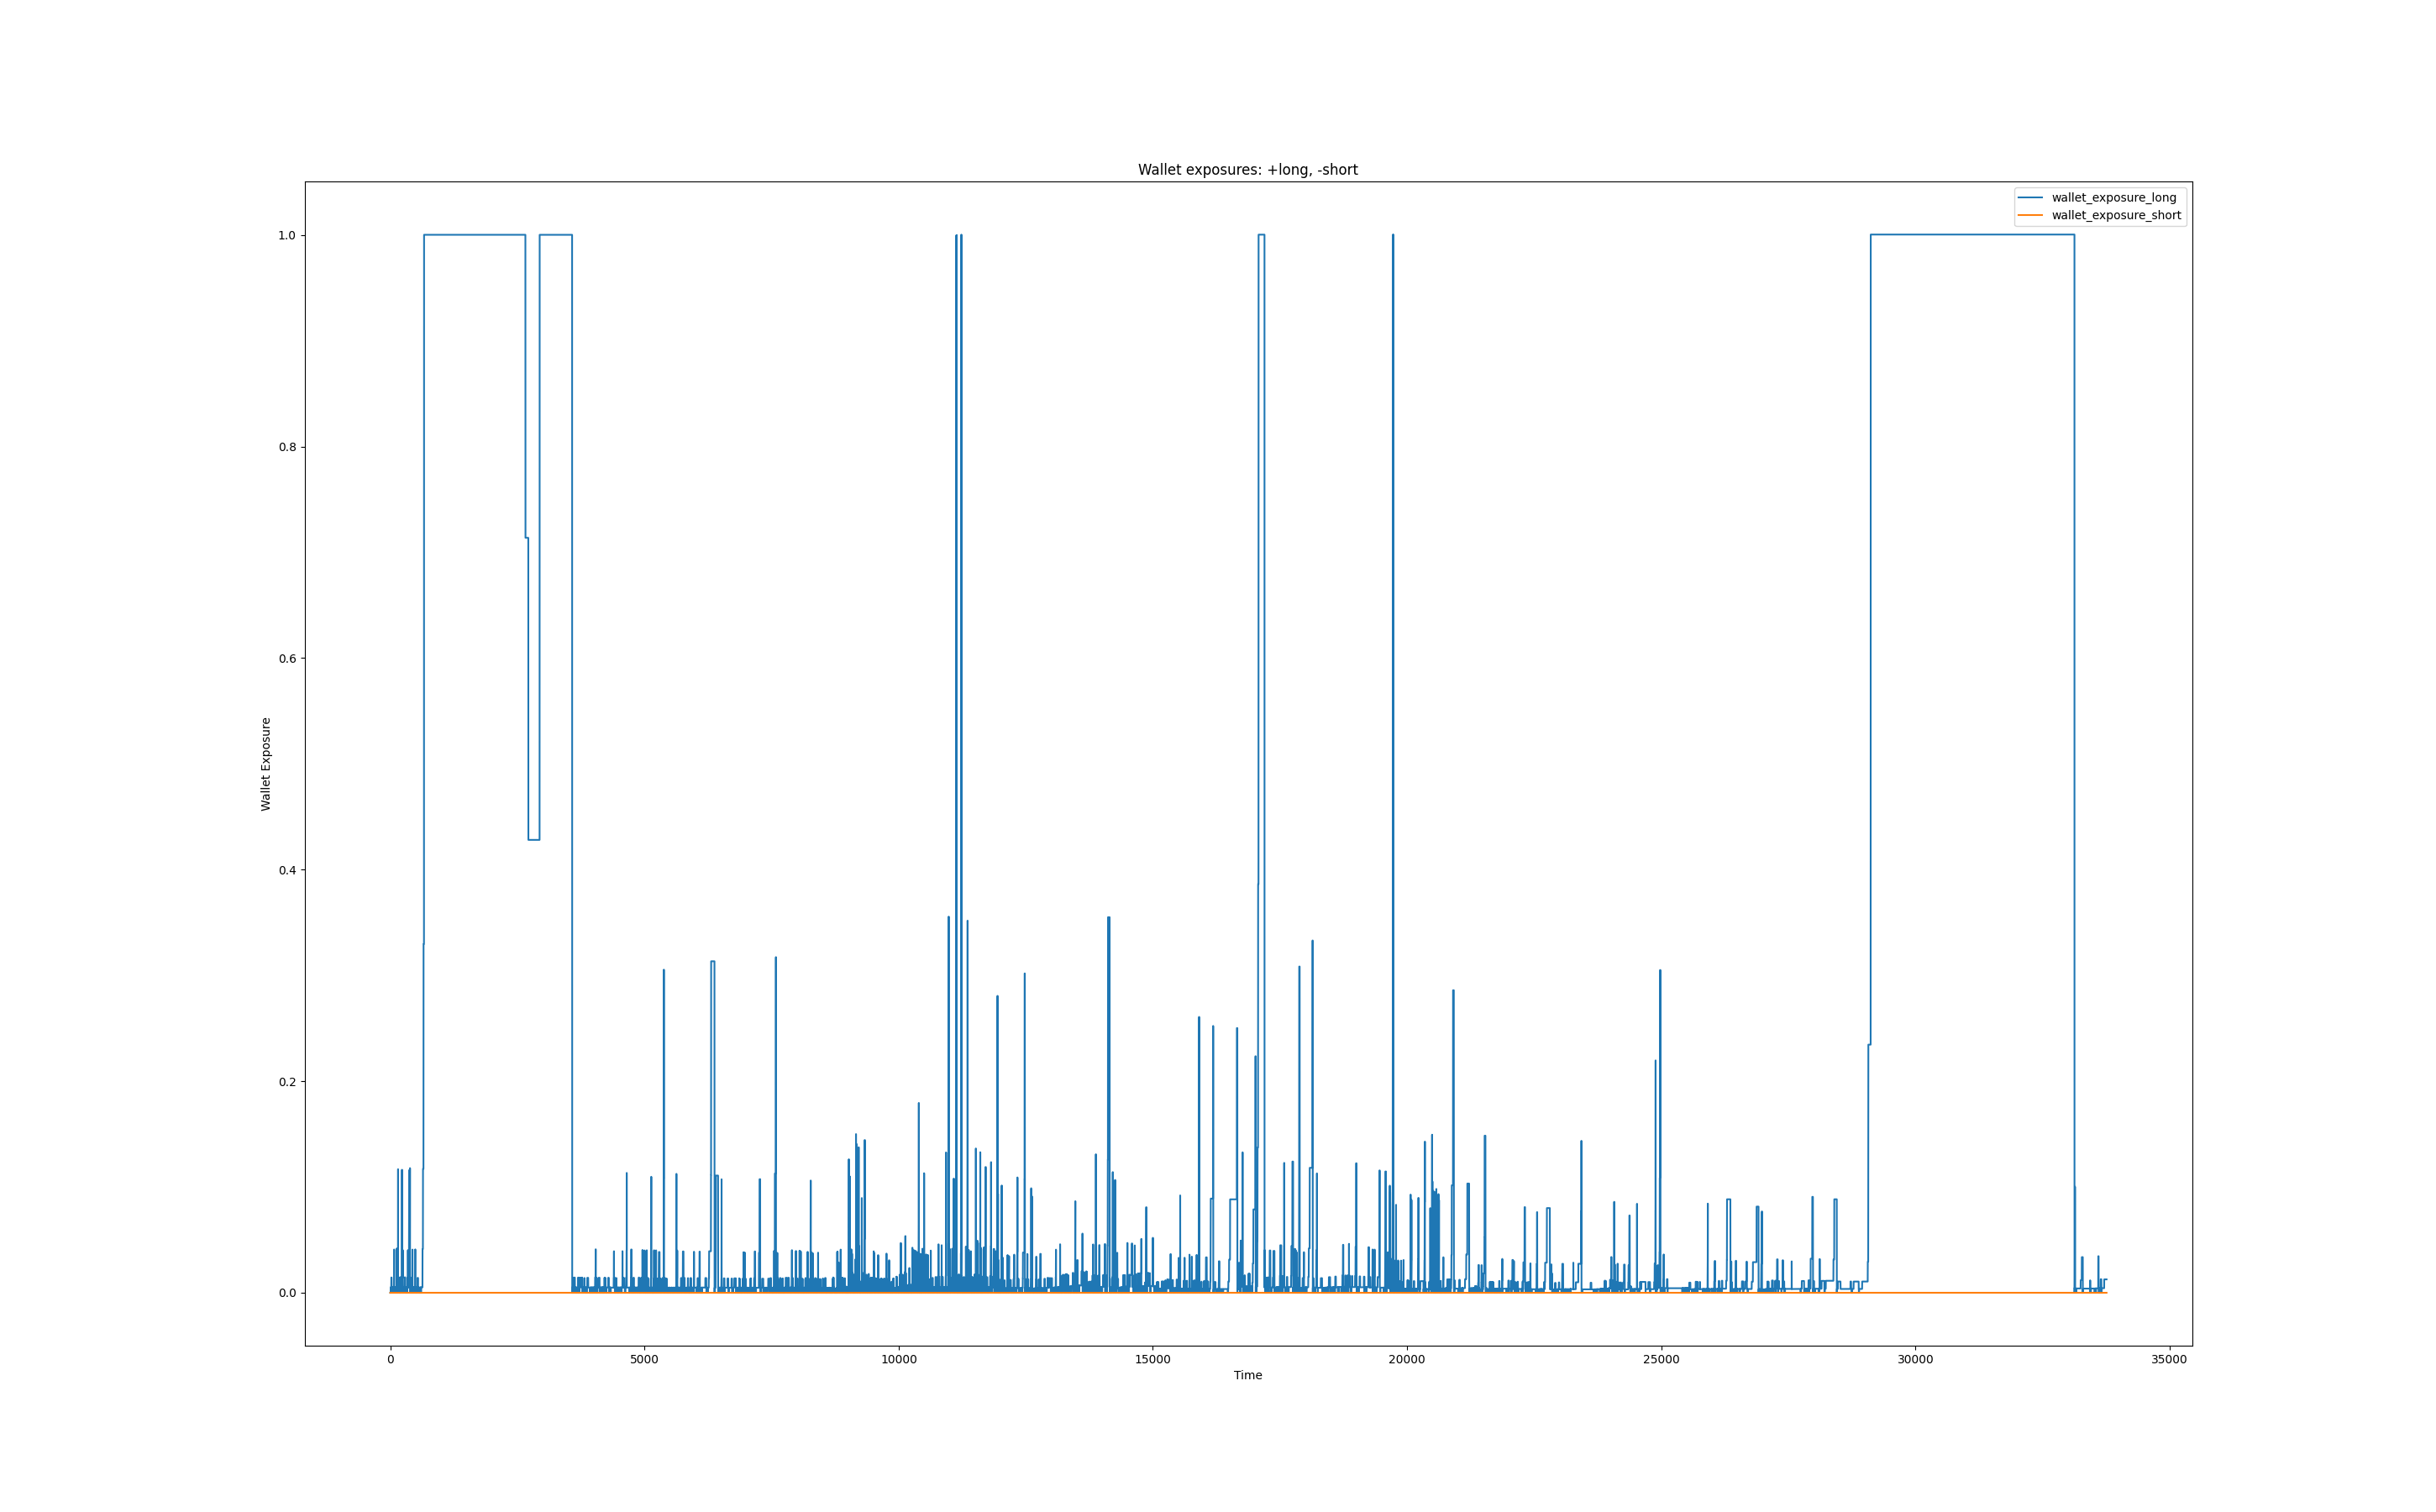 Wallet exposures: +long, -short
wallet_exposure_long
wallet_exposure_short
1.0
0.8
0.6
0.4
0.2
0.0
Wallet Exposure
0 5000 10000 15000 20000 25000 30000 35000
Time